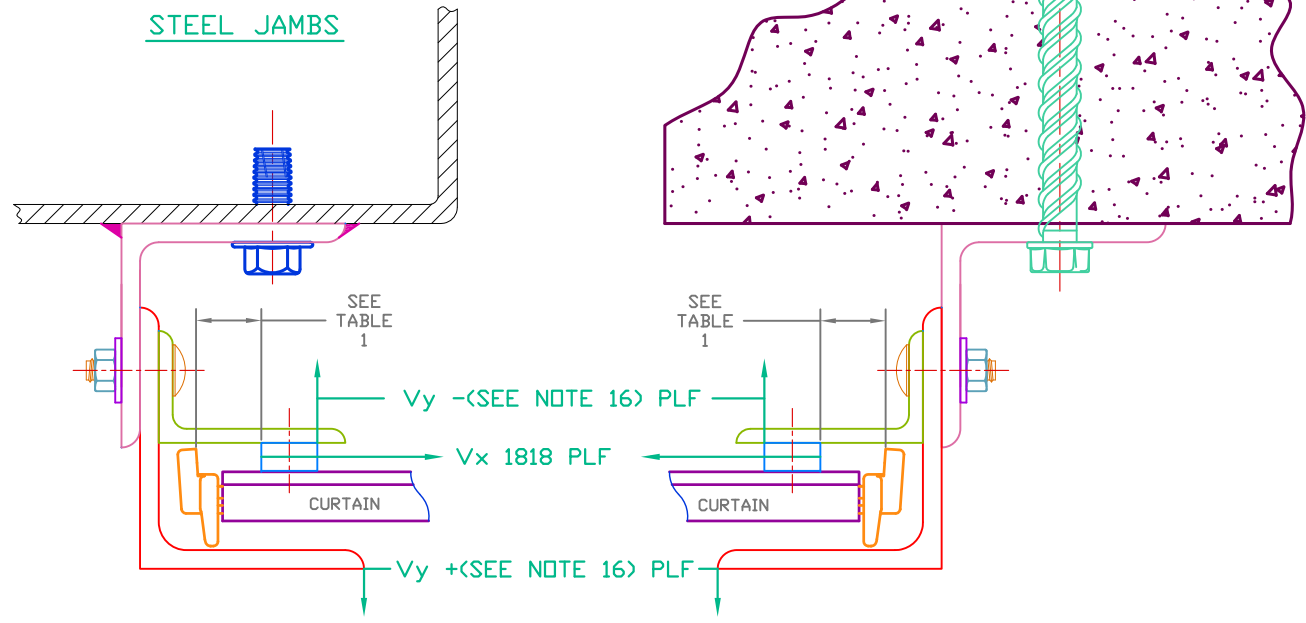 STEEL JAMBS
SEE
TABLE
1
SEE
TABLE
1
Vy -(SEE NOTE 16) PLF
Vx 1818 PLF
CURTAIN
CURTAIN
Vy +(SEE NOTE 16) PLF